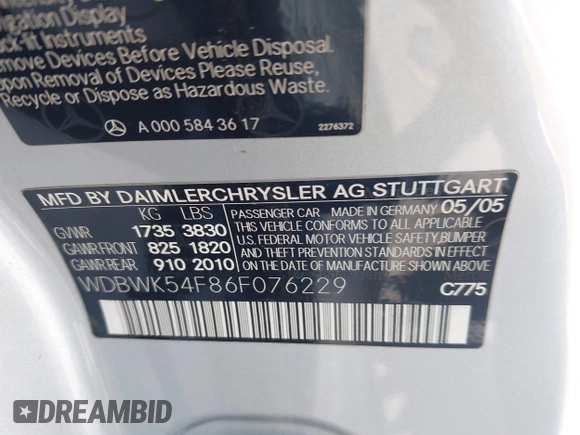 igation Display
ck-fit Instruments
move Devices Before Vehicle Disposal.
pon Removal of Devices Please Reuse,
Recycle or Dispose as Hazardous Waste.
A 000 584 36 17
2276372
MFD BY DAIMLERCHRYSLER AG STUTTGART
KG LBS
GVWR 1735 3830
GAWR FRONT 825 1820
GAWR REAR 910 2010
PASSENGER CAR MADE IN GERMANY 05/05
THIS VEHICLE CONFORMS TO ALL APPLICABLE
U.S. FEDERAL MOTOR VEHICLE SAFETY, BUMPER
AND THEFT PREVENTION STANDARDS IN EFFECT
ON THE DATE OF MANUFACTURE SHOWN ABOVE.
WDBWK54F86F076229
C775
DREAMBID